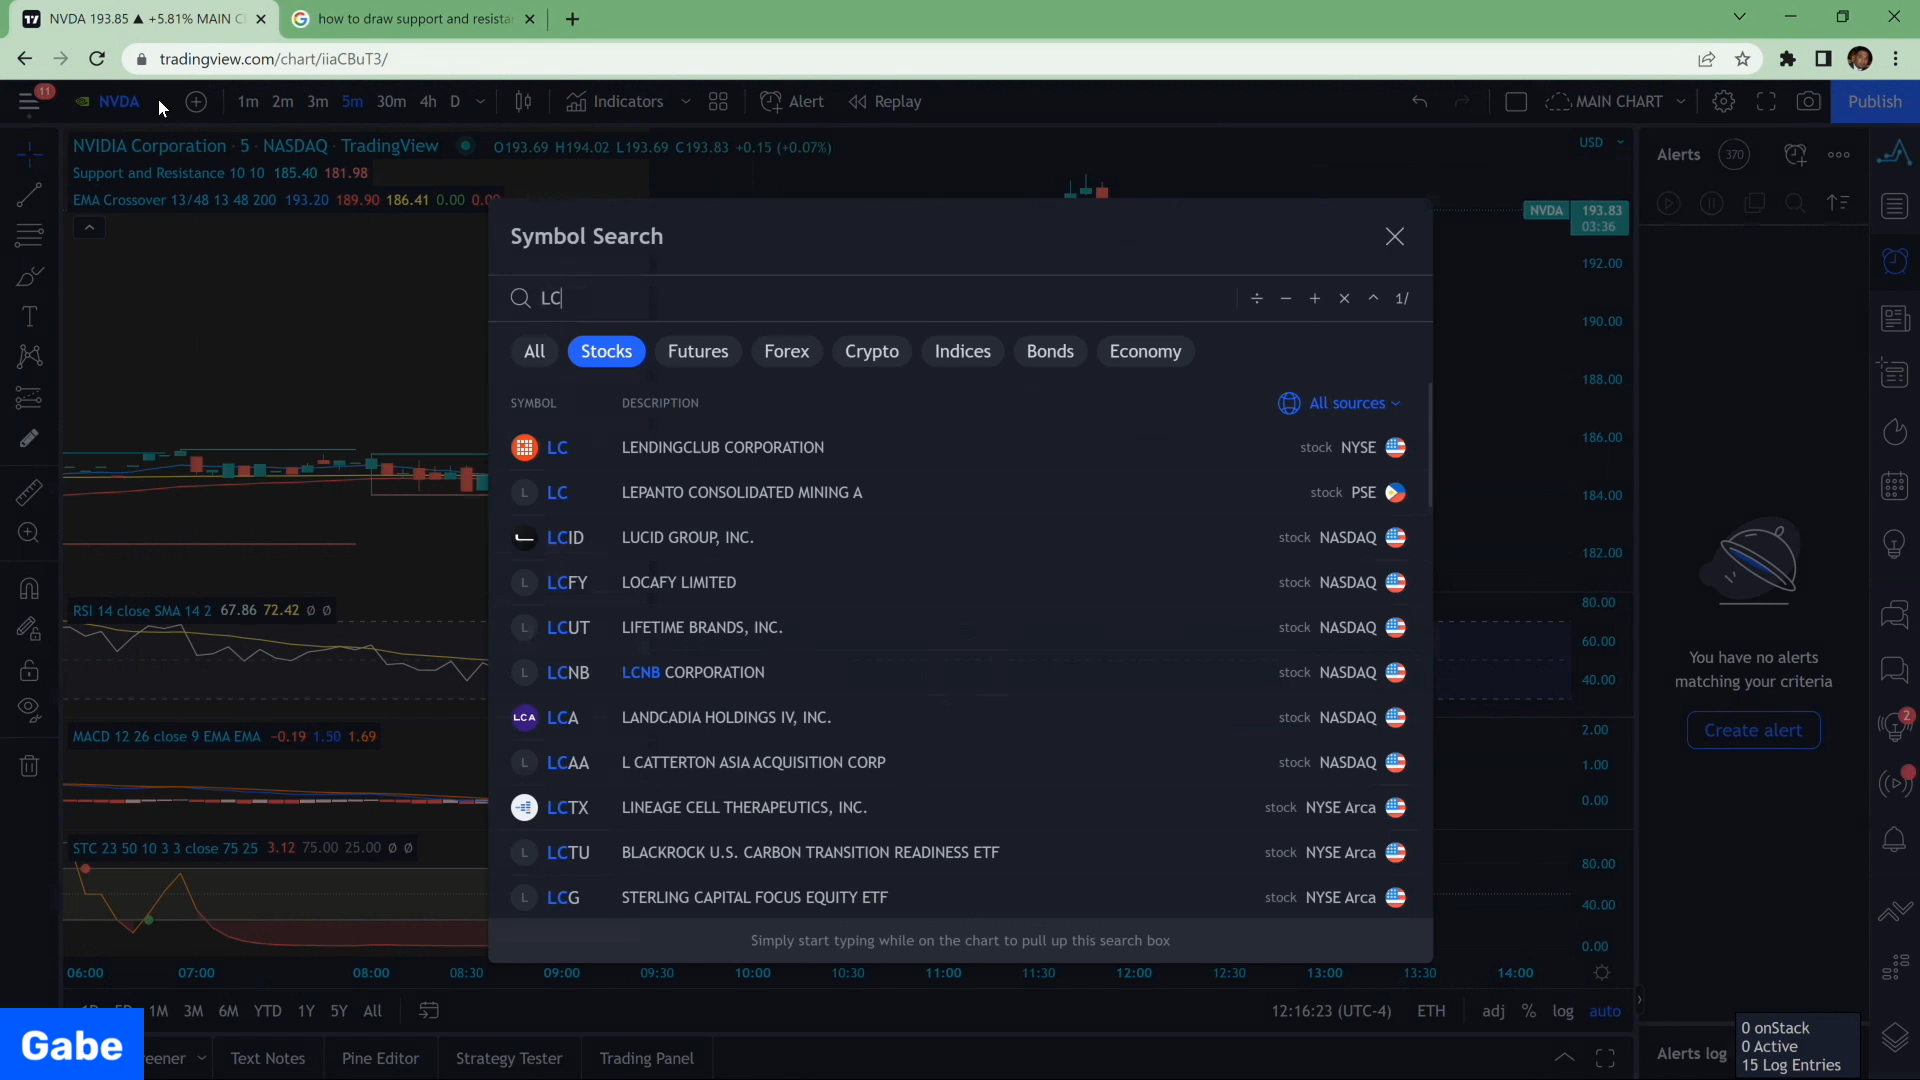 NVDA 193.85 ▲ +5.81% MAIN C
how to draw support and resista
tradingview.com/chart/iiaCBuT3/
11
NVDA 1m 2m 3m 5m 30m 4h D Indicators Alert Replay MAIN CHART Publish
NVIDIA Corporation · 5 · NASDAQ · TradingView O193.69 H194.02 L193.69 C193.83 +0.15 (+0.07%)
USD
Support and Resistance 10 10 185.40 181.98
EMA Crossover 13/48 13 48 200 193.20 189.90 186.41 0.00 0.00
Alerts 370
NVDA 193.83
03:36
192.00
190.00
188.00
186.00
184.00
182.00
80.00
60.00
40.00
2.00
1.00
0.00
80.00
40.00
0.00
Symbol Search
LC
÷ − + × ^ 1/
All Stocks Futures Forex Crypto Indices Bonds Economy
SYMBOL DESCRIPTION All sources
LC LENDINGCLUB CORPORATION stock NYSE
L LC LEPANTO CONSOLIDATED MINING A stock PSE
LCID LUCID GROUP, INC. stock NASDAQ
L LCFY LOCAFY LIMITED stock NASDAQ
L LCUT LIFETIME BRANDS, INC. stock NASDAQ
L LCNB LCNB CORPORATION stock NASDAQ
LCA LCA LANDCADIA HOLDINGS IV, INC. stock NASDAQ
L LCAA L CATTERTON ASIA ACQUISITION CORP stock NASDAQ
LCTX LINEAGE CELL THERAPEUTICS, INC. stock NYSE Arca
L LCTU BLACKROCK U.S. CARBON TRANSITION READINESS ETF stock NYSE Arca
L LCG STERLING CAPITAL FOCUS EQUITY ETF stock NYSE Arca
Simply start typing while on the chart to pull up this search box
RSI 14 close SMA 14 2 67.86 72.42 Ø Ø
MACD 12 26 close 9 EMA EMA −0.19 1.50 1.69
STC 23 50 10 3 3 close 75 25 3.12 75.00 25.00 Ø Ø
You have no alerts
matching your criteria
Create alert
2
06:00 07:00 08:00 08:30 09:00 09:30 10:00 10:30 11:00 11:30 12:00 12:30 13:00 13:30 14:00
1D 5D 1M 3M 6M YTD 1Y 5Y All 12:16:23 (UTC-4) ETH adj % log auto
Gabe
eener Text Notes Pine Editor Strategy Tester Trading Panel
Alerts log
0 onStack
0 Active
15 Log Entries